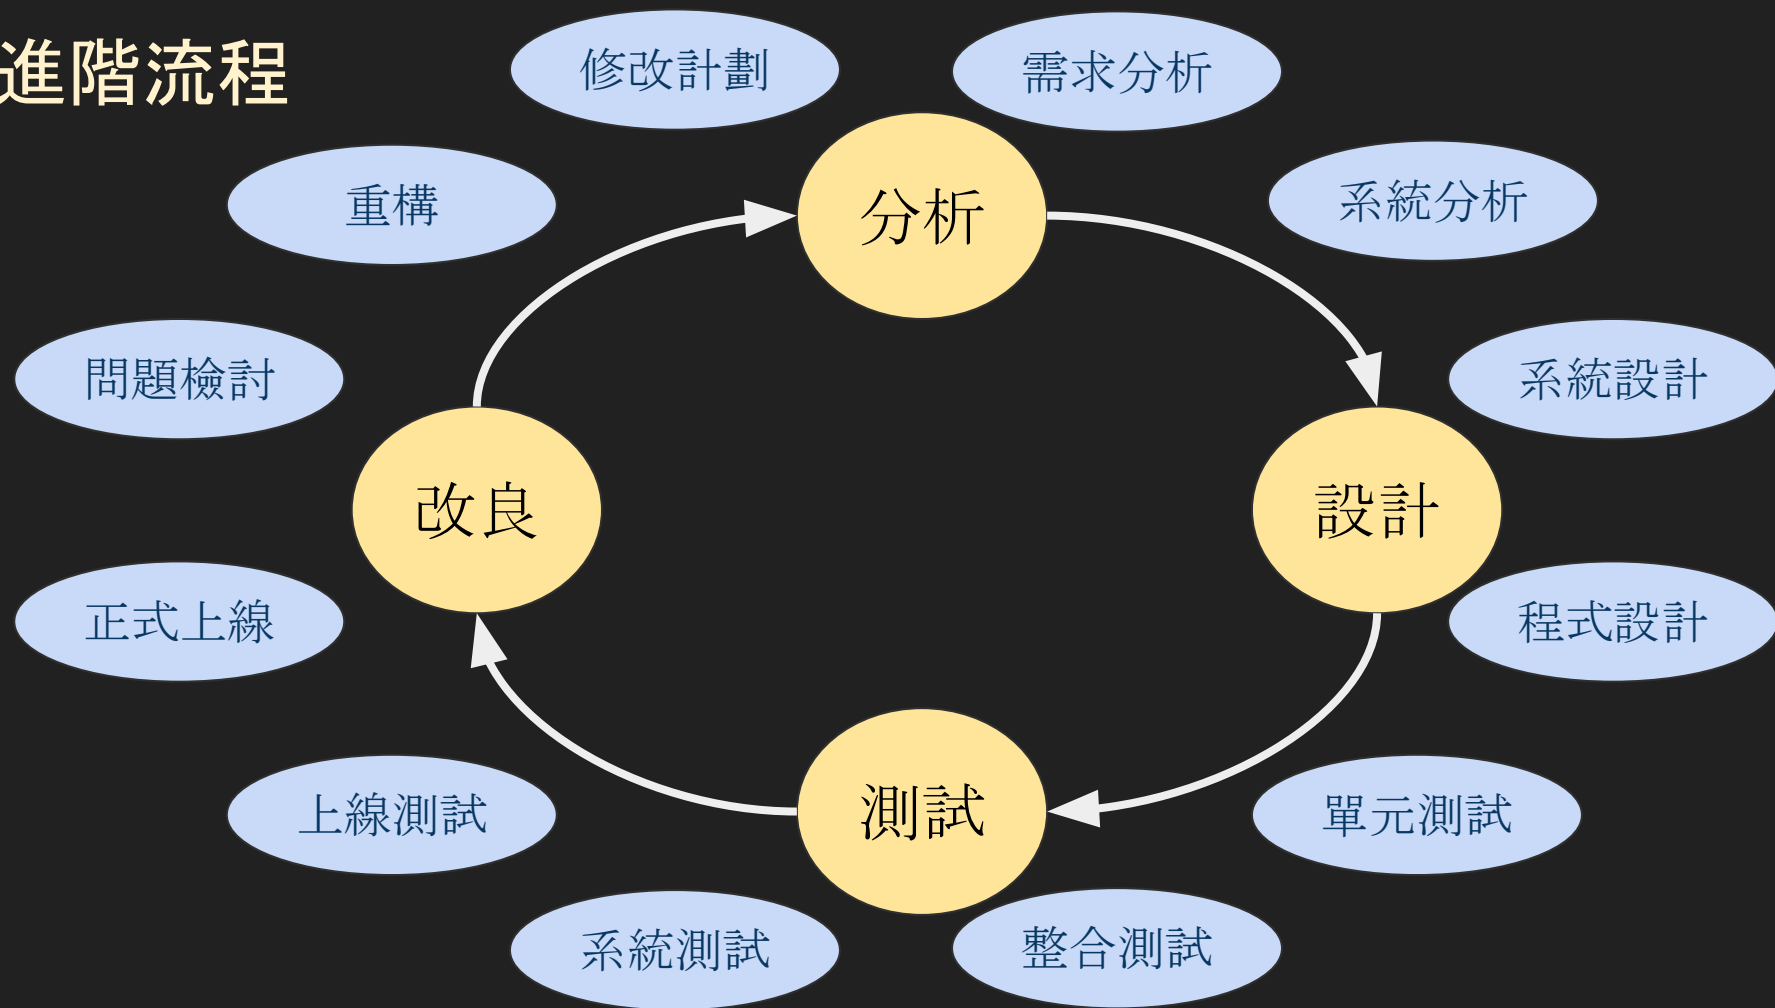 進階流程
修改計劃
需求分析
重構
分析
系統分析
問題檢討
系統設計
改良
設計
正式上線
程式設計
上線測試
測試
單元測試
系統測試
整合測試